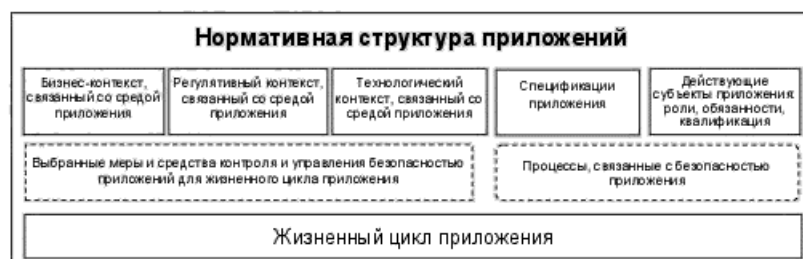 Нормативная структура приложений
Бизнес-контекст,
связанный со средой
приложения
Регулятивный контекст,
связанный со средой
приложения
Технологический
контекст, связанный со
средой приложения
Спецификации
приложения
Действующие
субъекты приложения:
роли, обязанности,
квалификация
Выбранные меры и средства контроля и управления безопасностью
приложений для жизненного цикла приложения
Процессы, связанные с безопасностью
приложения
Жизненный цикл приложения